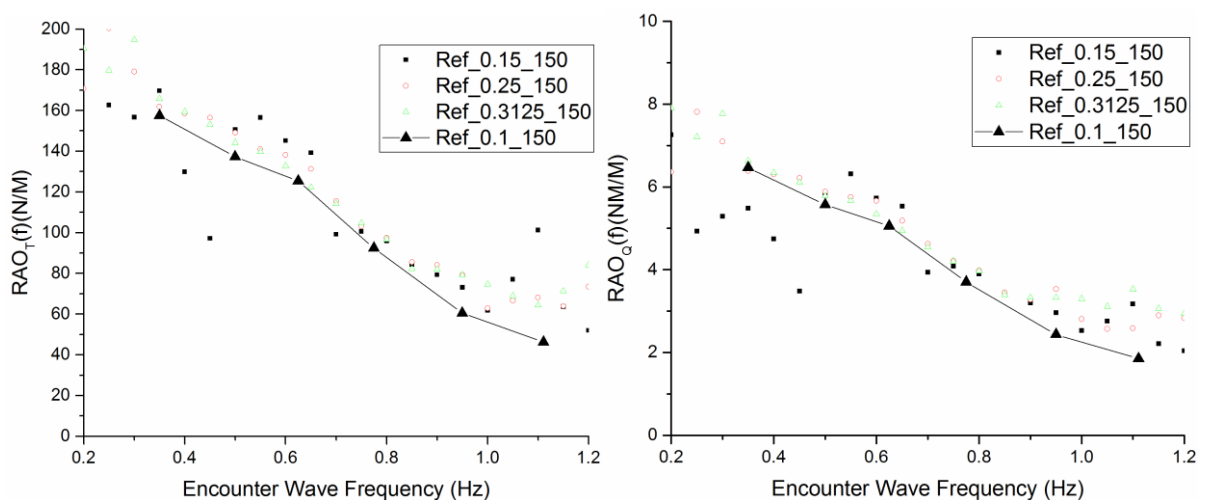 200
180
160
140
120
100
80
60
40
20
0
RAO_T(f)(N/M)
0.2
0.4
0.6
0.8
1.0
1.2
Encounter Wave Frequency (Hz)
Ref_0.15_150
Ref_0.25_150
Ref_0.3125_150
Ref_0.1_150
10
8
6
4
2
0
RAO_Q(f)(NM/M)
0.2
0.4
0.6
0.8
1.0
1.2
Encounter Wave Frequency (Hz)
Ref_0.15_150
Ref_0.25_150
Ref_0.3125_150
Ref_0.1_150